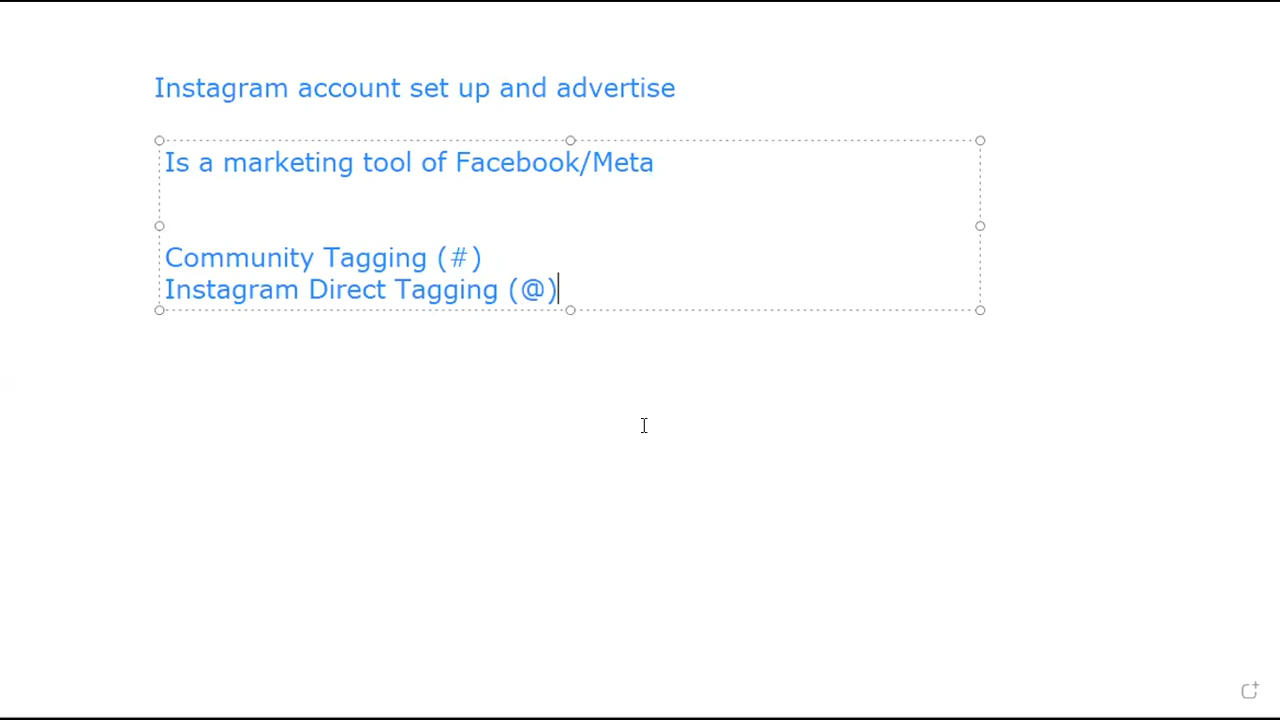 Instagram account set up and advertise
Is a marketing tool of Facebook/Meta
Community Tagging (#)
Instagram Direct Tagging (@)